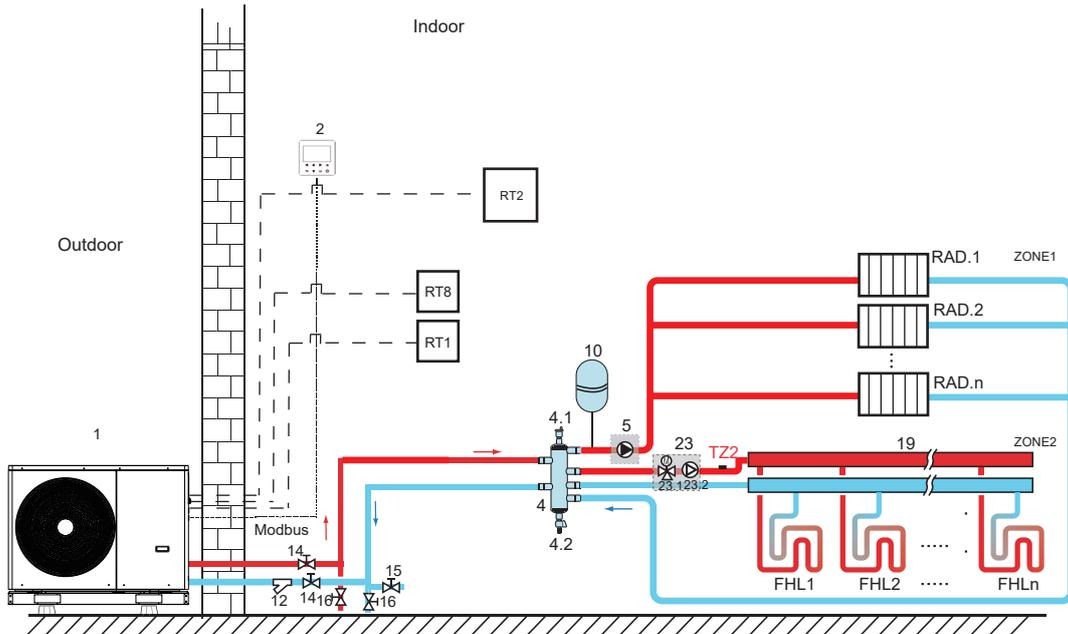 Indoor
2
RT2
Outdoor
RAD.1
ZONE1
RT8
RAD.2
RT1
10
RAD.n
4.1
5
23
1
TZ2
19
ZONE2
M
23.1
23.2
4
Modbus
4.2
14
15
12
14
16
16
FHL1
FHL2
FHLn